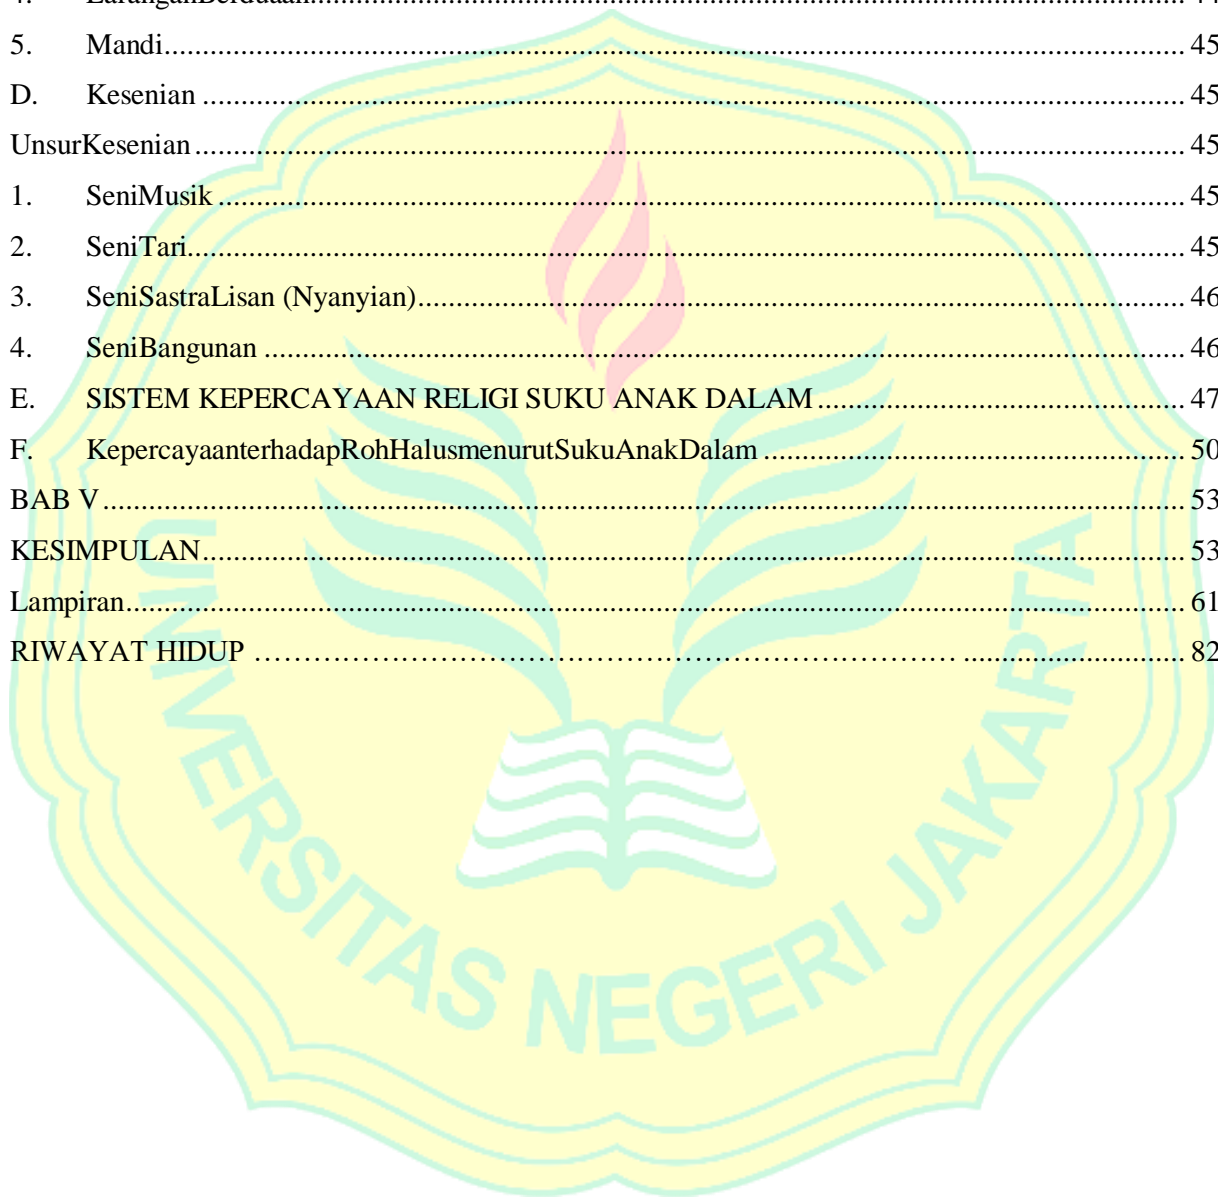 5. Mandi.......... 45
D. Kesenian .......... 45
UnsurKesenian .......... 45
1. SeniMusik .......... 45
2. SeniTari.......... 45
3. SeniSastraLisan (Nyanyian).......... 46
4. SeniBangunan .......... 46
E. SISTEM KEPERCAYAAN RELIGI SUKU ANAK DALAM .......... 47
F. KepercayaanterhadapRohHalusmenurutSukuAnakDalam .......... 50
BAB V .......... 53
KESIMPULAN.......... 53
Lampiran.......... 61
RIWAYAT HIDUP .......... 82
UNIVERSITAS NEGERI JAKARTA